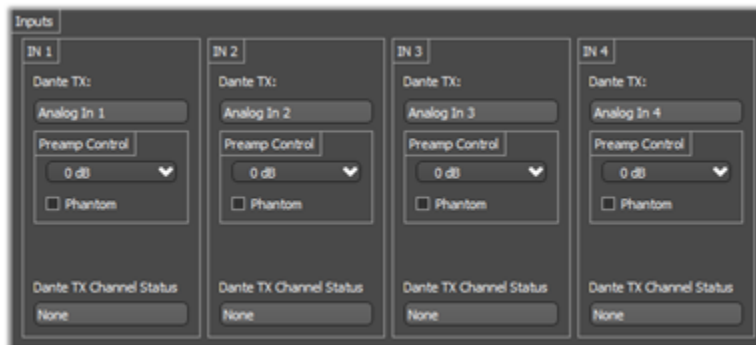 Inputs
IN 1
Dante TX:
Analog In 1
Preamp Control
0 dB
Phantom
Dante TX Channel Status
None
IN 2
Dante TX:
Analog In 2
Preamp Control
0 dB
Phantom
Dante TX Channel Status
None
IN 3
Dante TX:
Analog In 3
Preamp Control
0 dB
Phantom
Dante TX Channel Status
None
IN 4
Dante TX:
Analog In 4
Preamp Control
0 dB
Phantom
Dante TX Channel Status
None